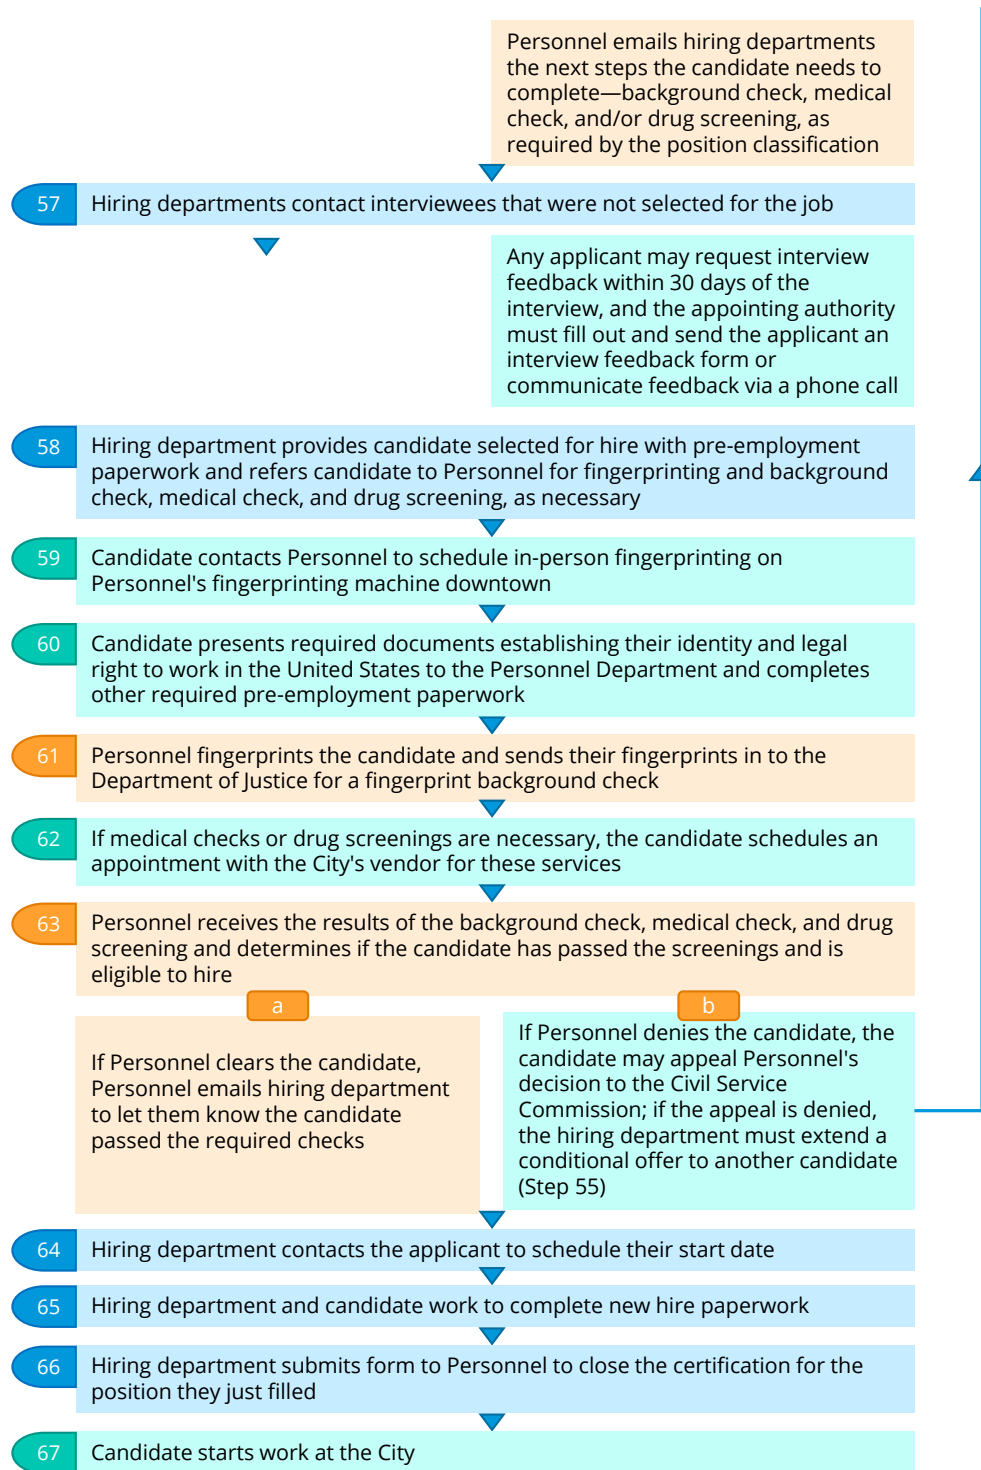 Personnel emails hiring departments
the next steps the candidate needs to
complete—background check, medical
check, and/or drug screening, as
required by the position classification
57
Hiring departments contact interviewees that were not selected for the job
Any applicant may request interview
feedback within 30 days of the
interview, and the appointing authority
must fill out and send the applicant an
interview feedback form or
communicate feedback via a phone call
58
Hiring department provides candidate selected for hire with pre-employment
paperwork and refers candidate to Personnel for fingerprinting and background
check, medical check, and drug screening, as necessary
59
Candidate contacts Personnel to schedule in-person fingerprinting on
Personnel's fingerprinting machine downtown
60
Candidate presents required documents establishing their identity and legal
right to work in the United States to the Personnel Department and completes
other required pre-employment paperwork
61
Personnel fingerprints the candidate and sends their fingerprints in to the
Department of Justice for a fingerprint background check
62
If medical checks or drug screenings are necessary, the candidate schedules an
appointment with the City's vendor for these services
63
Personnel receives the results of the background check, medical check, and drug
screening and determines if the candidate has passed the screenings and is
eligible to hire
a
If Personnel clears the candidate,
Personnel emails hiring department
to let them know the candidate
passed the required checks
b
If Personnel denies the candidate, the
candidate may appeal Personnel's
decision to the Civil Service
Commission; if the appeal is denied,
the hiring department must extend a
conditional offer to another candidate
(Step 55)
64
Hiring department contacts the applicant to schedule their start date
65
Hiring department and candidate work to complete new hire paperwork
66
Hiring department submits form to Personnel to close the certification for the
position they just filled
67
Candidate starts work at the City